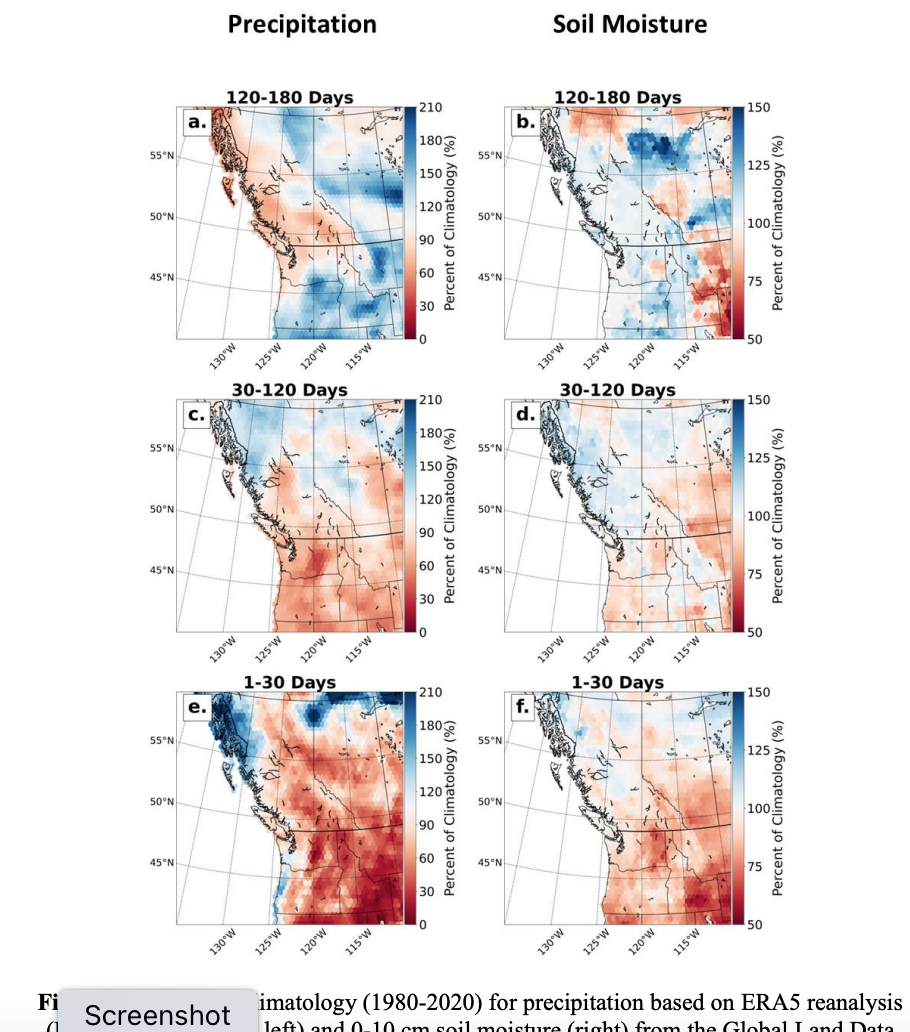 Precipitation Soil Moisture
120-180 Days 120-180 Days
a. b.
210 180 150 120 90 60 30 0
Percent of Climatology (%)
150 125 100 75 50
Percent of Climatology (%)
55°N 50°N 45°N
55°N 50°N 45°N
130°W 125°W 120°W 115°W
130°W 125°W 120°W 115°W
30-120 Days 30-120 Days
c. d.
210 180 150 120 90 60 30 0
Percent of Climatology (%)
150 125 100 75 50
Percent of Climatology (%)
55°N 50°N 45°N
55°N 50°N 45°N
130°W 125°W 120°W 115°W
130°W 125°W 120°W 115°W
1-30 Days 1-30 Days
e. f.
210 180 150 120 90 60 30 0
Percent of Climatology (%)
150 125 100 75 50
Percent of Climatology (%)
55°N 50°N 45°N
55°N 50°N 45°N
130°W 125°W 120°W 115°W
130°W 125°W 120°W 115°W
Fi imatology (1980-2020) for precipitation based on ERA5 reanalysis
Screenshot
left) and 0-10 cm soil moisture (right) from the Global Land Data